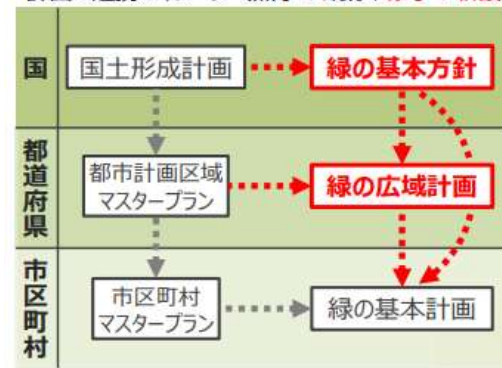 国
国土形成計画
緑の基本方針
都道府県
都市計画区域
マスタープラン
緑の広域計画
市区町村
市区町村
マスタープラン
緑の基本計画